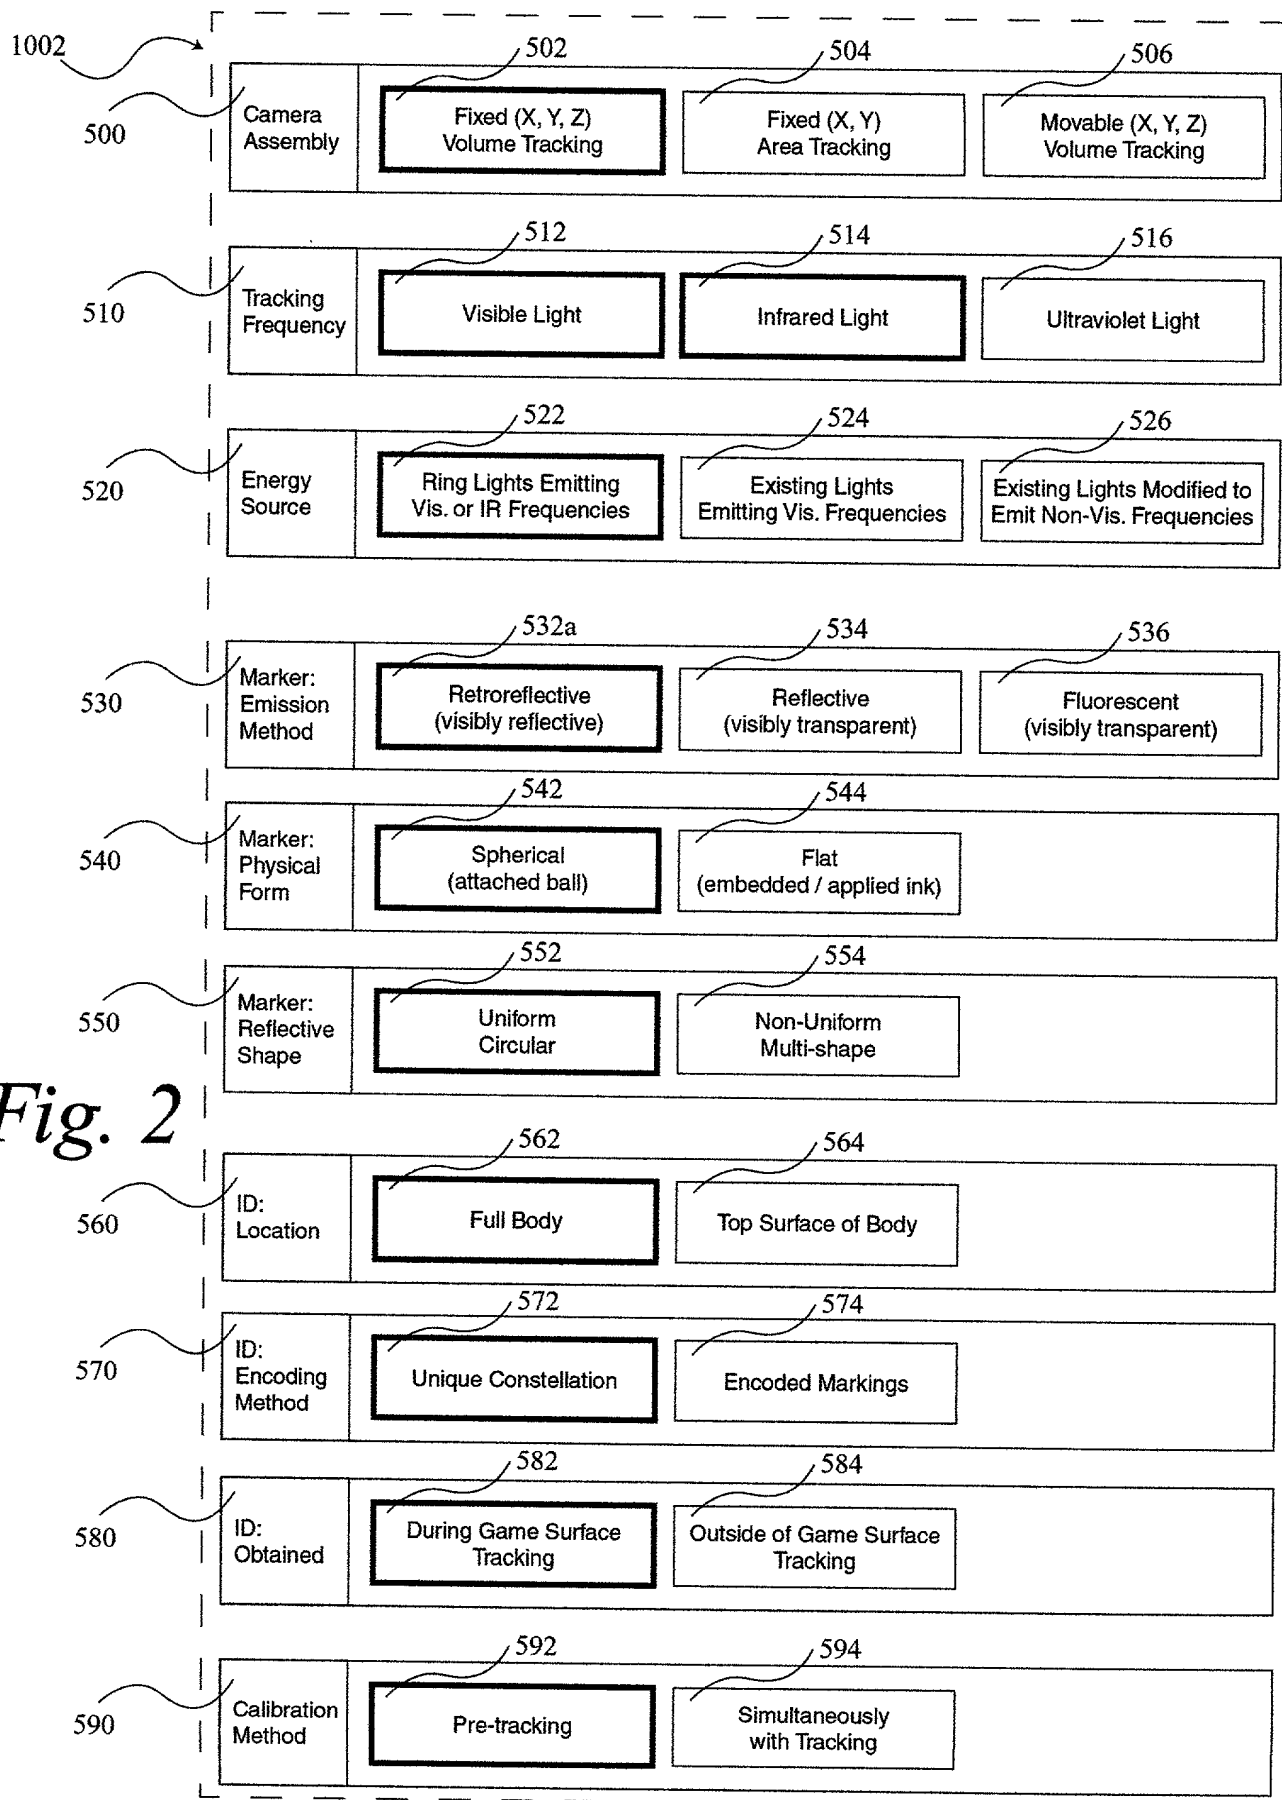 1002
502
504
506
500
Camera
Assembly
Fixed (X, Y, Z)
Volume Tracking
Fixed (X, Y)
Area Tracking
Movable (X, Y, Z)
Volume Tracking
512
514
516
510
Tracking
Frequency
Visible Light
Infrared Light
Ultraviolet Light
522
524
526
520
Energy
Source
Ring Lights Emitting
Vis. or IR Frequencies
Existing Lights
Emitting Vis. Frequencies
Existing Lights Modified to
Emit Non-Vis. Frequencies
532a
534
536
530
Marker:
Emission
Method
Retroreflective
(visibly reflective)
Reflective
(visibly transparent)
Fluorescent
(visibly transparent)
542
544
540
Marker:
Physical
Form
Spherical
(attached ball)
Flat
(embedded / applied ink)
552
554
550
Marker:
Reflective
Shape
Uniform
Circular
Non-Uniform
Multi-shape
Fig. 2
562
564
560
ID:
Location
Full Body
Top Surface of Body
572
574
570
ID:
Encoding
Method
Unique Constellation
Encoded Markings
582
584
580
ID:
Obtained
During Game Surface
Tracking
Outside of Game Surface
Tracking
592
594
590
Calibration
Method
Pre-tracking
Simultaneously
with Tracking